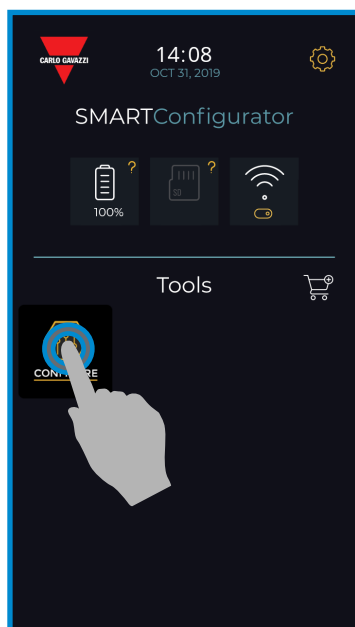 14:08
CARLO GAVAZZI
OCT 31, 2019
SMARTConfigurator
? ?
SD
100%
Tools